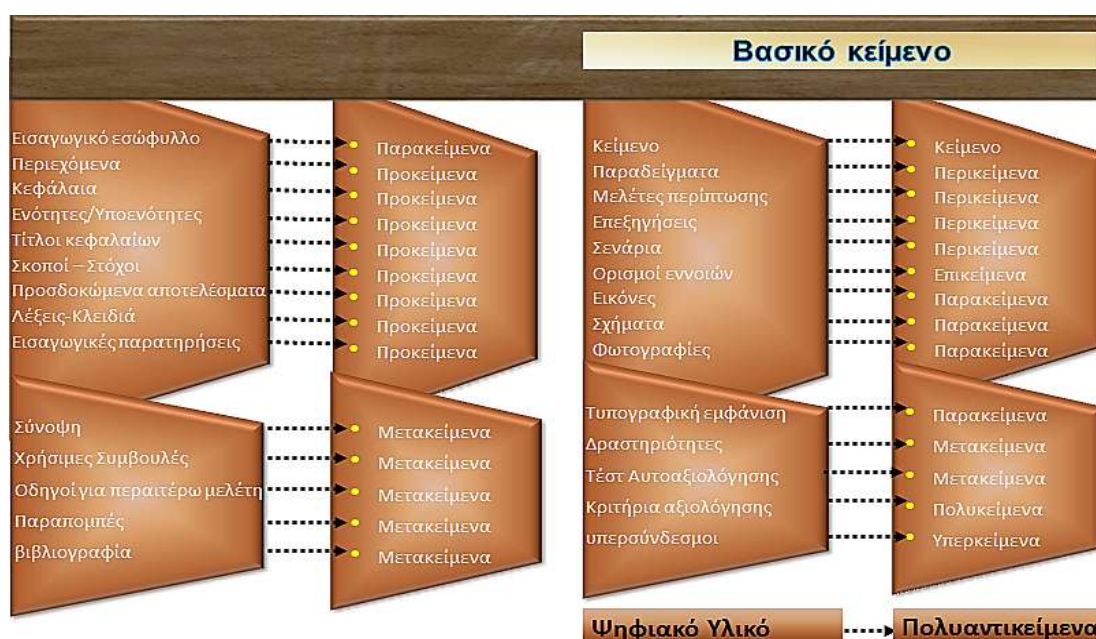 Βασικό κείμενο
Εισαγωγικό εσώφυλλο
Περιεχόμενα
Κεφάλαια
Ενότητες/Υποενότητες
Τίτλοι κεφαλαίων
Σκοποί – Στόχοι
Προσδοκώμενα αποτελέσματα
Λέξεις-Κλειδιά
Εισαγωγικές παρατηρήσεις
Παρακείμενα
Προκείμενα
Προκείμενα
Προκείμενα
Προκείμενα
Προκείμενα
Προκείμενα
Προκείμενα
Προκείμενα
Κείμενο
Παραδείγματα
Μελέτες περίπτωσης
Επεξηγήσεις
Σενάρια
Ορισμοί εννοιών
Εικόνες
Σχήματα
Φωτογραφίες
Κείμενο
Περικείμενα
Περικείμενα
Περικείμενα
Περικείμενα
Επικείμενα
Παρακείμενα
Παρακείμενα
Παρακείμενα
Σύνοψη
Χρήσιμες Συμβουλές
Οδηγοί για περαιτέρω μελέτη
Παραπομπές
βιβλιογραφία
Μετακείμενα
Μετακείμενα
Μετακείμενα
Μετακείμενα
Μετακείμενα
Τυπογραφική εμφάνιση
Δραστηριότητες
Τέστ Αυτοαξιολόγησης
Κριτήρια αξιολόγησης
υπερσύνδεσμοι
Παρακείμενα
Μετακείμενα
Μετακείμενα
Πολυκείμενα
Υπερκείμενα
Ψηφιακό Υλικό
Πολυαντικείμενα